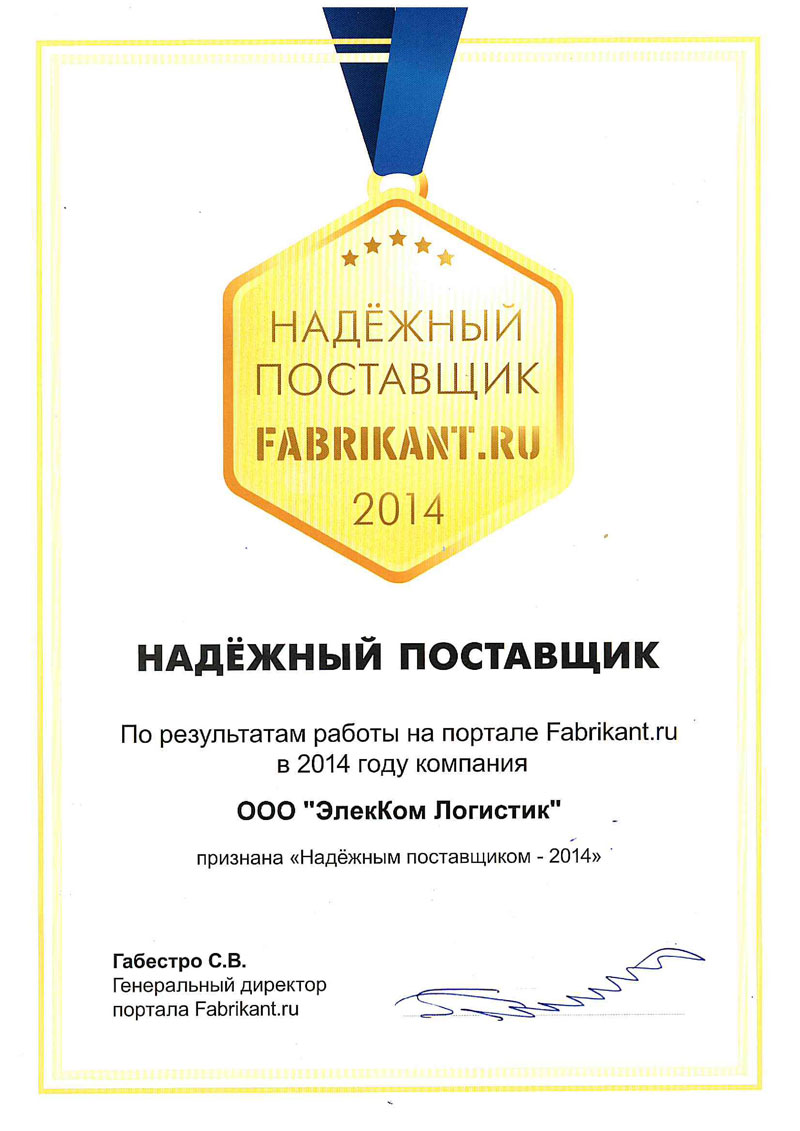 НАДЁЖНЫЙ
ПОСТАВЩИК
FABRIKANT.RU
2014
НАДЁЖНЫЙ ПОСТАВЩИК
По результатам работы на портале Fabrikant.ru
в 2014 году компания
ООО "ЭлекКом Логистик"
признана «Надёжным поставщиком - 2014»
Габестро С.В.
Генеральный директор
портала Fabrikant.ru